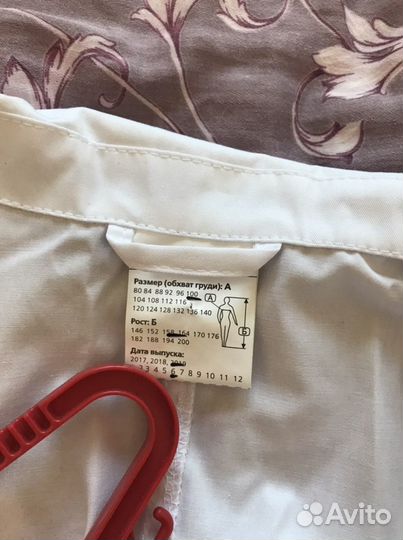 Размер (обхват груди): А
80 84 88 92 96 100
104 108 112 116
120 124 128 132 136 140
А
Б
Рост: Б
146 152 158 164 170 176
182 188 194 200
Дата выпуска:
2017, 2018, 2019
3 4 5 6 7 8 9 10 11 12
Avito